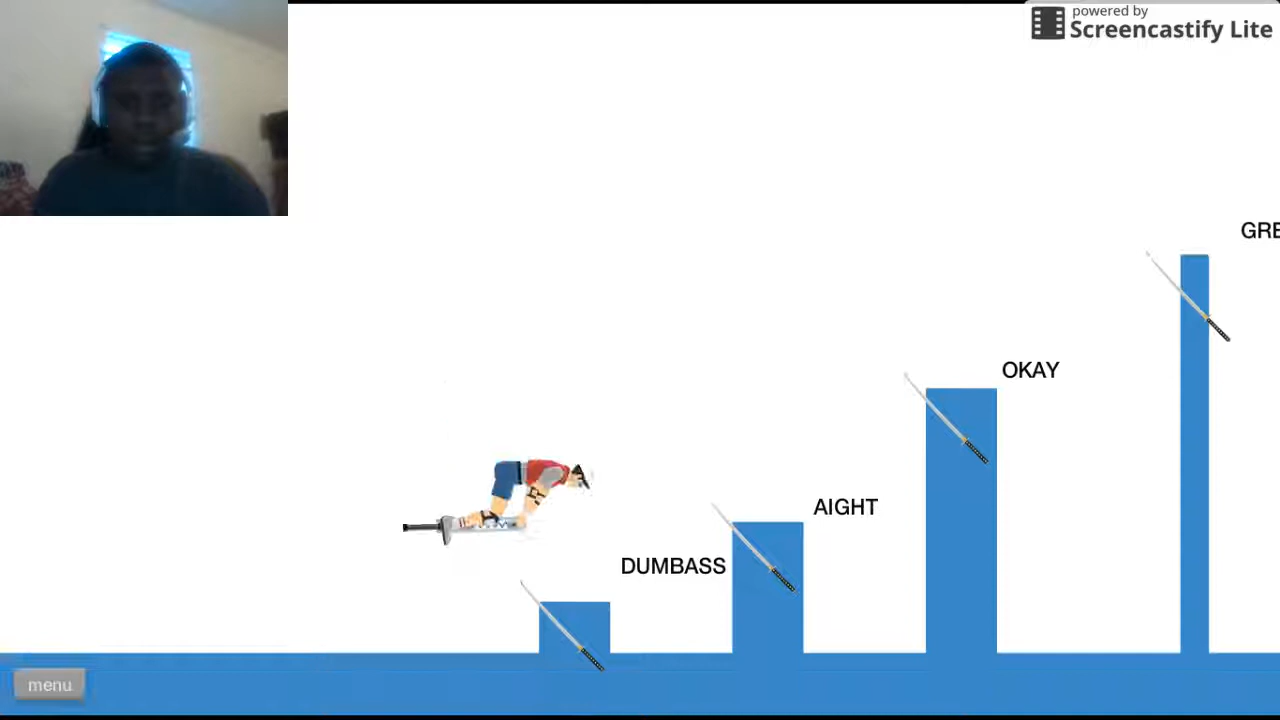 powered by
Screencastify Lite
GRE
OKAY
AIGHT
DUMBASS
menu